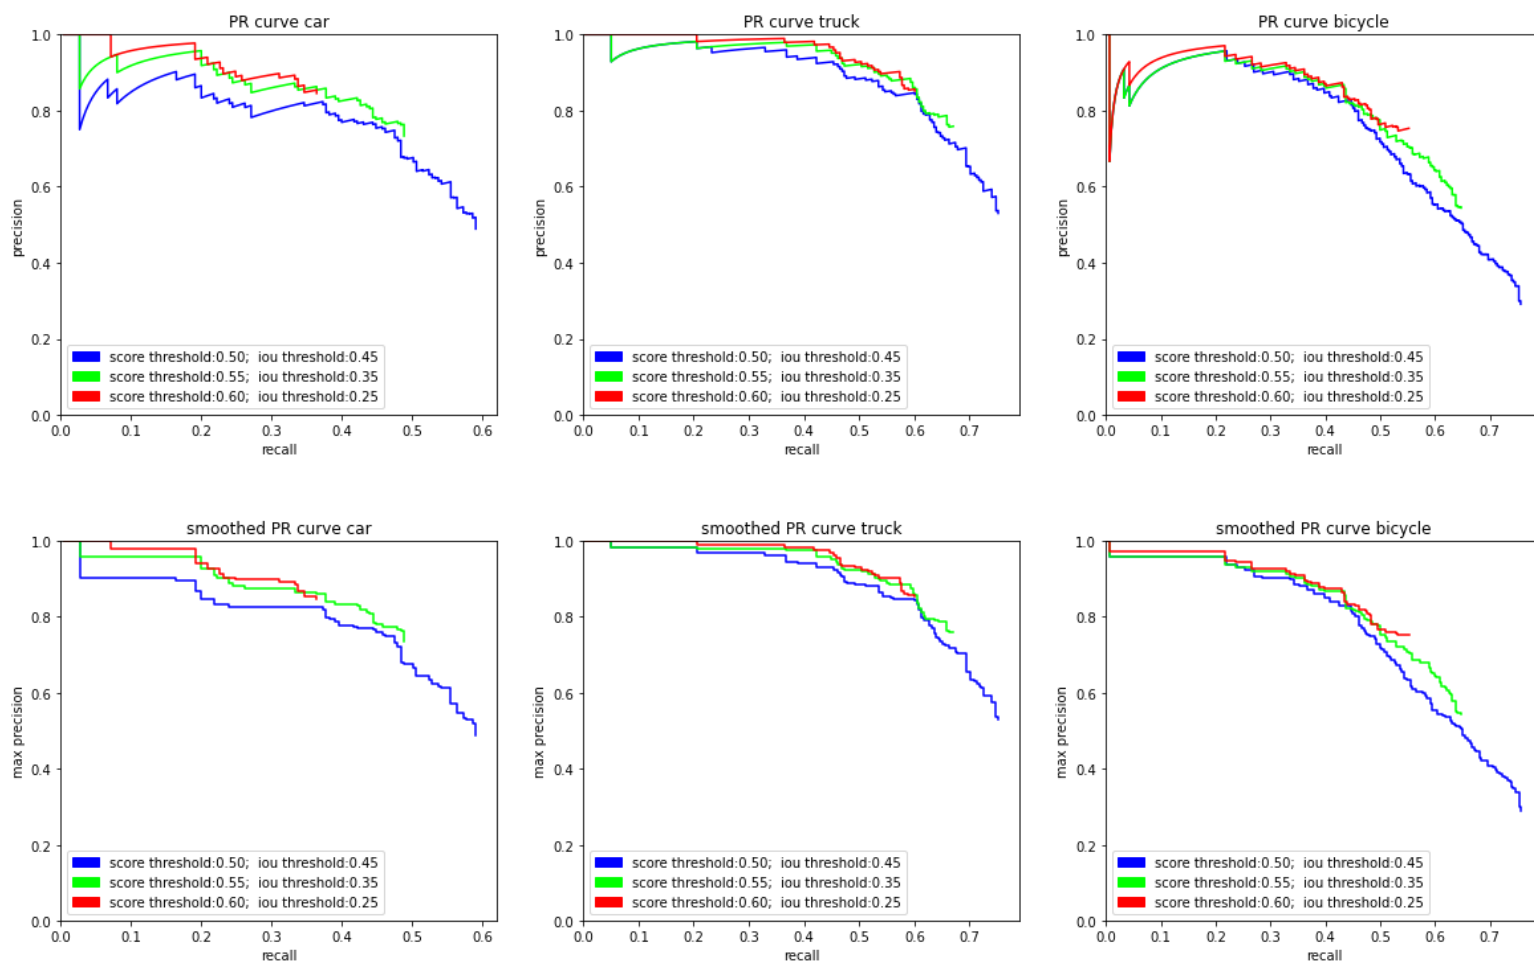 PR curve car
1.0
0.8
0.6
0.4
0.2
0.0
precision
score threshold:0.50;  iou threshold:0.45
score threshold:0.55;  iou threshold:0.35
score threshold:0.60;  iou threshold:0.25
0.0 0.1 0.2 0.3 0.4 0.5 0.6
recall
PR curve truck
1.0
0.8
0.6
0.4
0.2
0.0
precision
score threshold:0.50;  iou threshold:0.45
score threshold:0.55;  iou threshold:0.35
score threshold:0.60;  iou threshold:0.25
0.0 0.1 0.2 0.3 0.4 0.5 0.6 0.7
recall
PR curve bicycle
1.0
0.8
0.6
0.4
0.2
0.0
precision
score threshold:0.50;  iou threshold:0.45
score threshold:0.55;  iou threshold:0.35
score threshold:0.60;  iou threshold:0.25
0.0 0.1 0.2 0.3 0.4 0.5 0.6 0.7
recall
smoothed PR curve car
1.0
0.8
0.6
0.4
0.2
0.0
max precision
score threshold:0.50;  iou threshold:0.45
score threshold:0.55;  iou threshold:0.35
score threshold:0.60;  iou threshold:0.25
0.0 0.1 0.2 0.3 0.4 0.5 0.6
recall
smoothed PR curve truck
1.0
0.8
0.6
0.4
0.2
0.0
max precision
score threshold:0.50;  iou threshold:0.45
score threshold:0.55;  iou threshold:0.35
score threshold:0.60;  iou threshold:0.25
0.0 0.1 0.2 0.3 0.4 0.5 0.6 0.7
recall
smoothed PR curve bicycle
1.0
0.8
0.6
0.4
0.2
0.0
max precision
score threshold:0.50;  iou threshold:0.45
score threshold:0.55;  iou threshold:0.35
score threshold:0.60;  iou threshold:0.25
0.0 0.1 0.2 0.3 0.4 0.5 0.6 0.7
recall